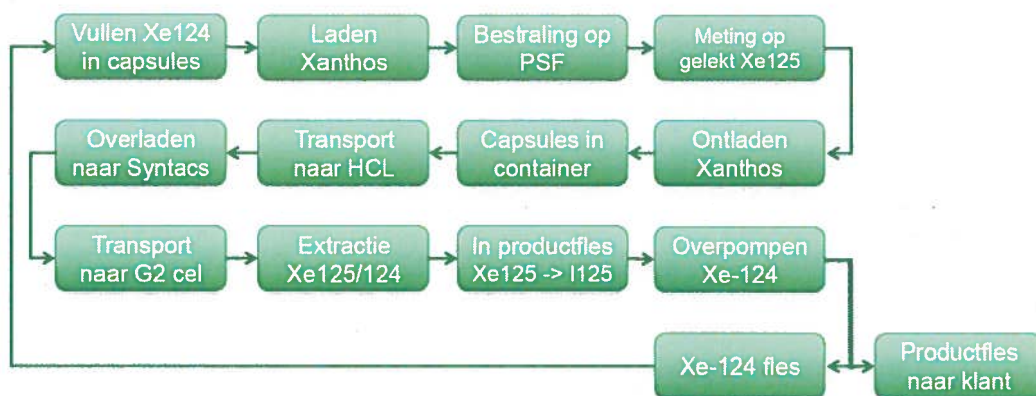 Vullen Xe124
in capsules
Laden
Xanthos
Bestraling op
PSF
Meting op
gelekt Xe125
Overladen
naar Syntacs
Transport
naar HCL
Capsules in
container
Ontladen
Xanthos
Transport
naar G2 cel
Extractie
Xe125/124
In productfles
Xe125 -> I125
Overpompen
Xe-124
Xe-124 fles
Productfles
naar klant